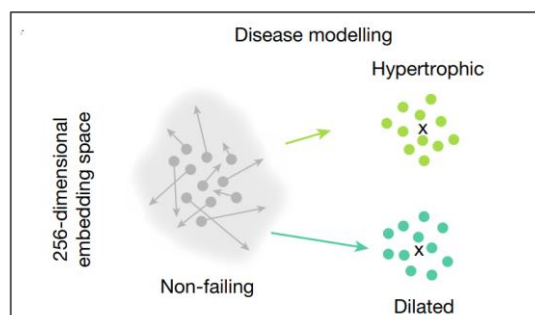 Disease modelling
Hypertrophic
x
256-dimensional
embedding space
x
Non-failing
Dilated